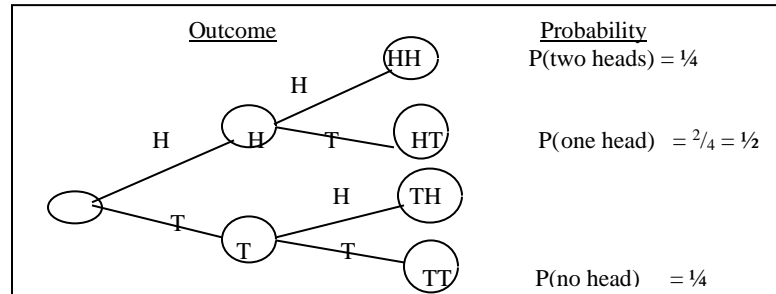 Outcome Probability
HH P(two heads) = ¼
H
H H T HT P(one head) = ²/₄ = ½
H TH
T
T T
TT P(no head) = ¼